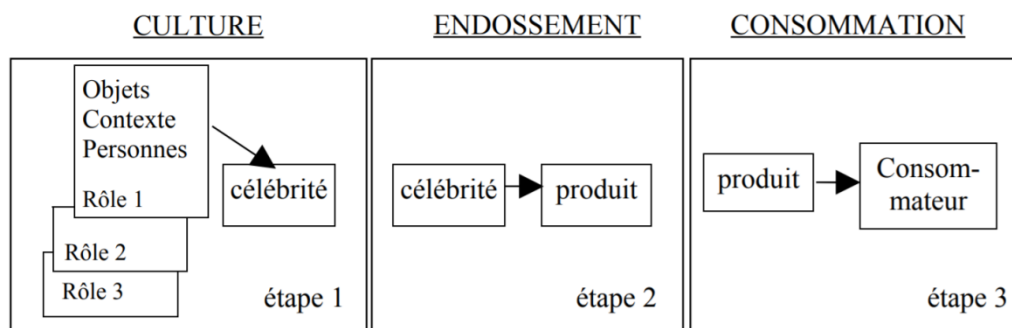 CULTURE
Objets
Contexte
Personnes
Rôle 1
Rôle 2
Rôle 3
célébrité
étape 1
ENDOSSEMENT
célébrité
produit
étape 2
CONSOMMATION
produit
Consom-
mateur
étape 3